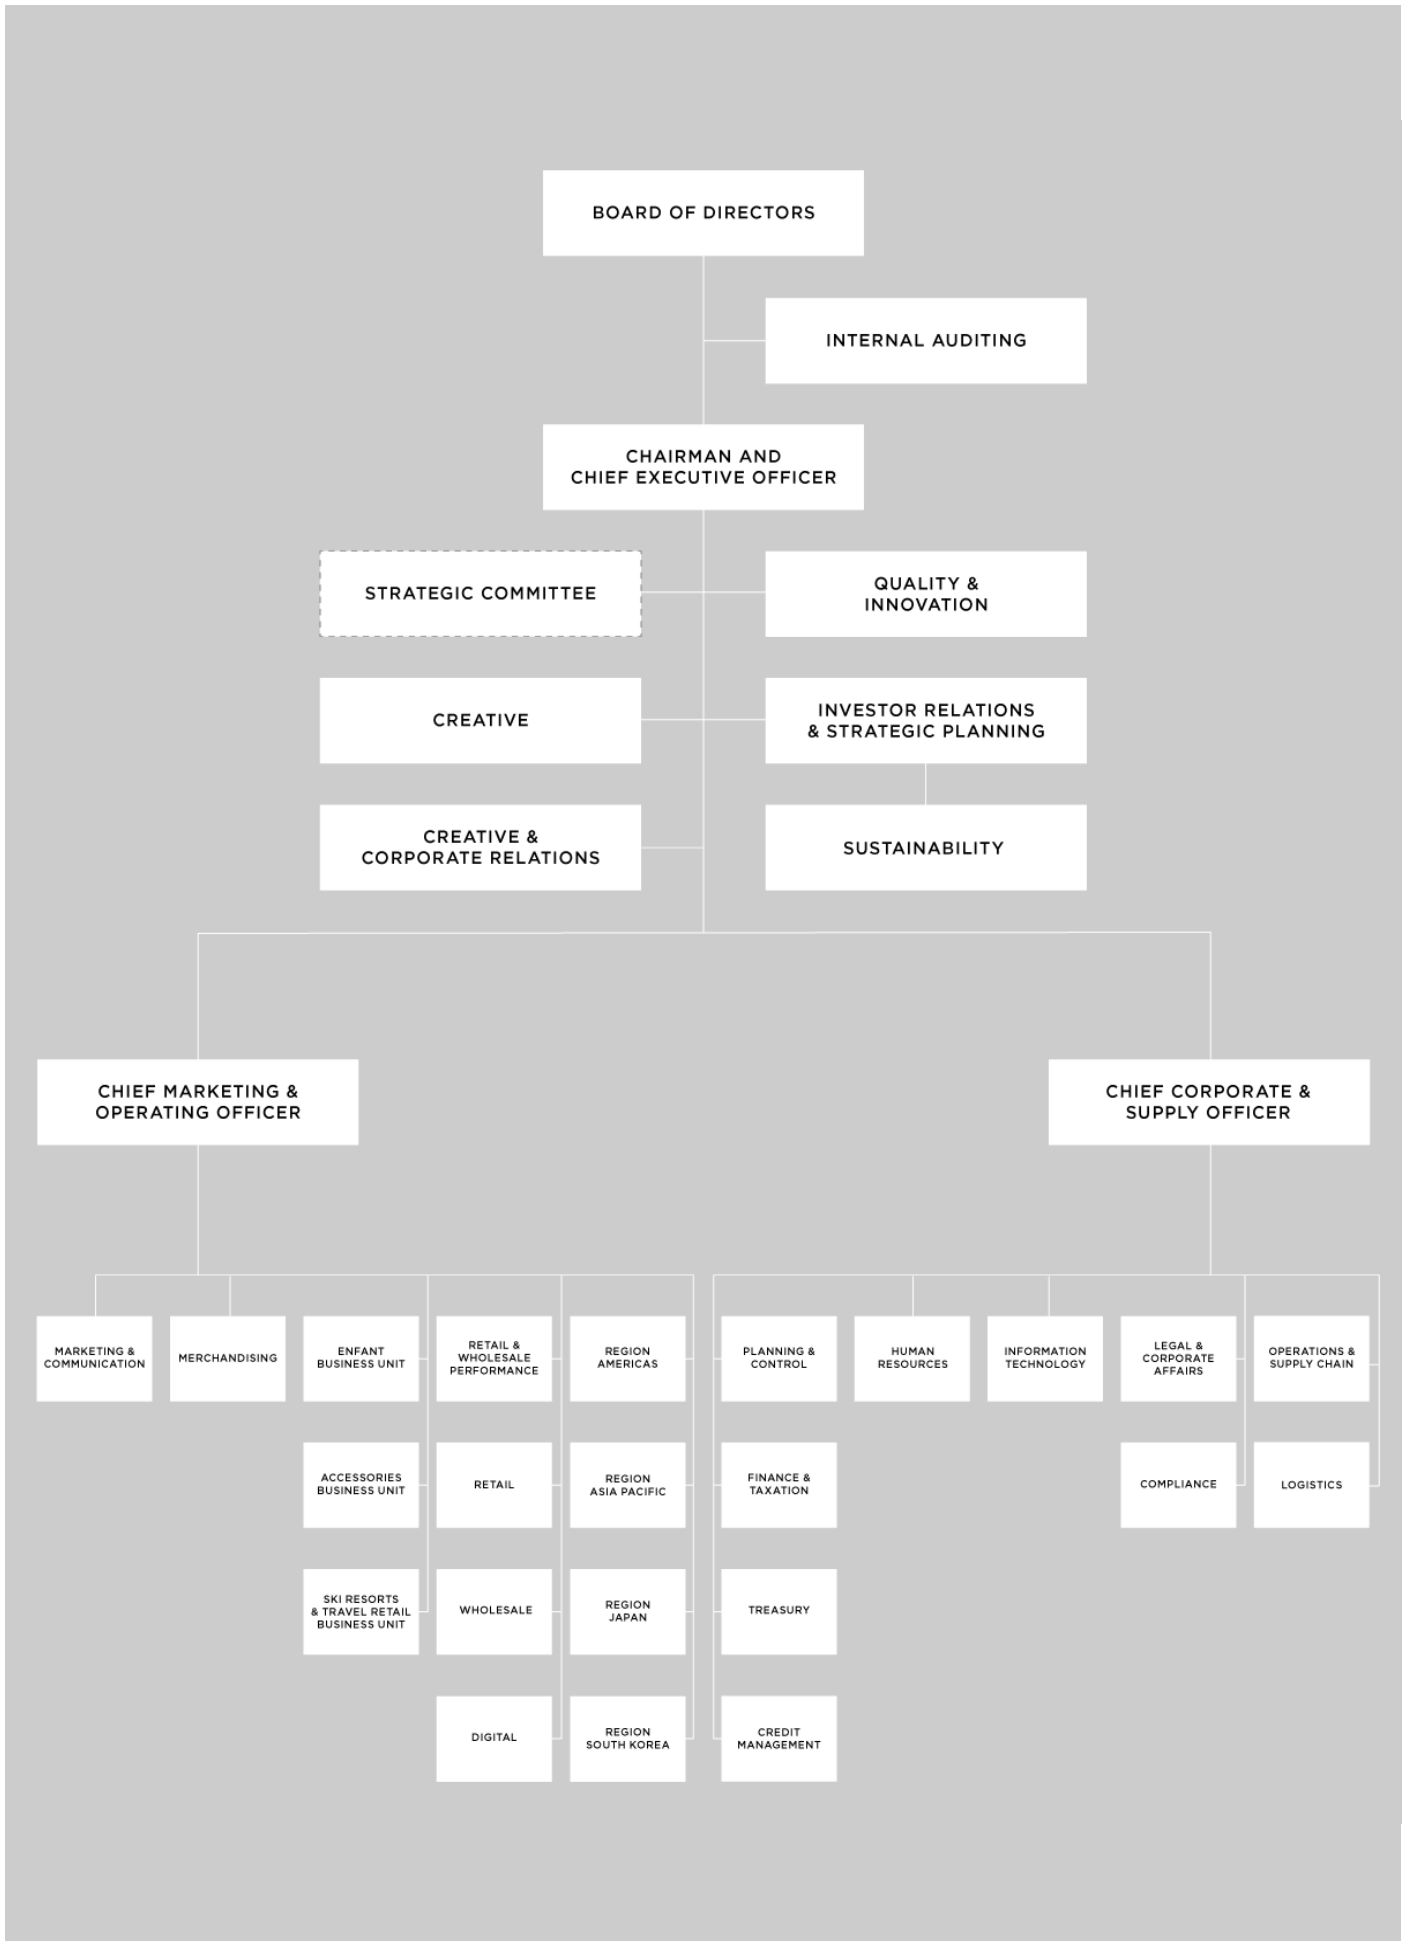 BOARD OF DIRECTORS
INTERNAL AUDITING
CHAIRMAN AND
CHIEF EXECUTIVE OFFICER
STRATEGIC COMMITTEE
QUALITY &
INNOVATION
CREATIVE
INVESTOR RELATIONS
& STRATEGIC PLANNING
CREATIVE &
CORPORATE RELATIONS
SUSTAINABILITY
CHIEF MARKETING &
OPERATING OFFICER
CHIEF CORPORATE &
SUPPLY OFFICER
MARKETING &
COMMUNICATION
MERCHANDISING
ENFANT
BUSINESS UNIT
RETAIL &
WHOLESALE
PERFORMANCE
REGION
AMERICAS
PLANNING &
CONTROL
HUMAN
RESOURCES
INFORMATION
TECHNOLOGY
LEGAL &
CORPORATE
AFFAIRS
OPERATIONS &
SUPPLY CHAIN
ACCESSORIES
BUSINESS UNIT
RETAIL
REGION
ASIA PACIFIC
FINANCE &
TAXATION
COMPLIANCE
LOGISTICS
SKI RESORTS
& TRAVEL RETAIL
BUSINESS UNIT
WHOLESALE
REGION
JAPAN
TREASURY
DIGITAL
REGION
SOUTH KOREA
CREDIT
MANAGEMENT